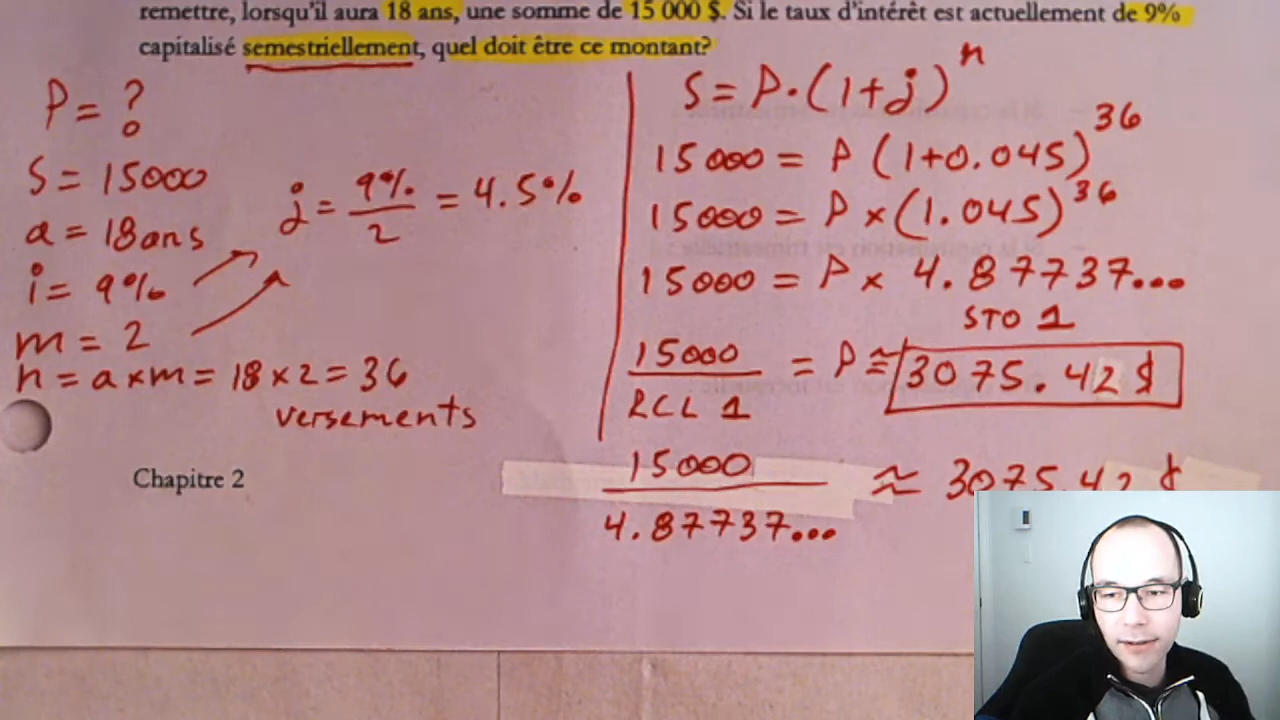 remettre, lorsqu'il aura 18 ans, une somme de 15 000 $. Si le taux d'intérêt est actuellement de 9%
capitalisé semestriellement, quel doit être ce montant?
P = ?
S = 15000
a = 18 ans
i = 9%
m = 2
n = a × m = 18 × 2 = 36
versements
j = 9%/2 = 4.5%
S = P · (1 + j)^n
15000 = P (1 + 0.045)^36
15000 = P × (1.045)^36
15000 = P × 4.87737...
STO 1
15000/RCL 1 = P ≈ 3075.42 $
15000/4.87737... ≈ 3075.42 $
Chapitre 2